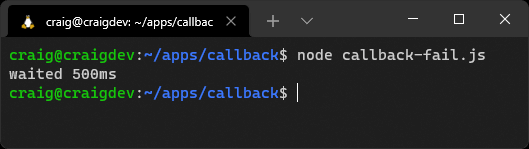 craig@craigdev: ~/apps/callbac
craig@craigdev:~/apps/callback$ node callback-fail.js
waited 500ms
craig@craigdev:~/apps/callback$